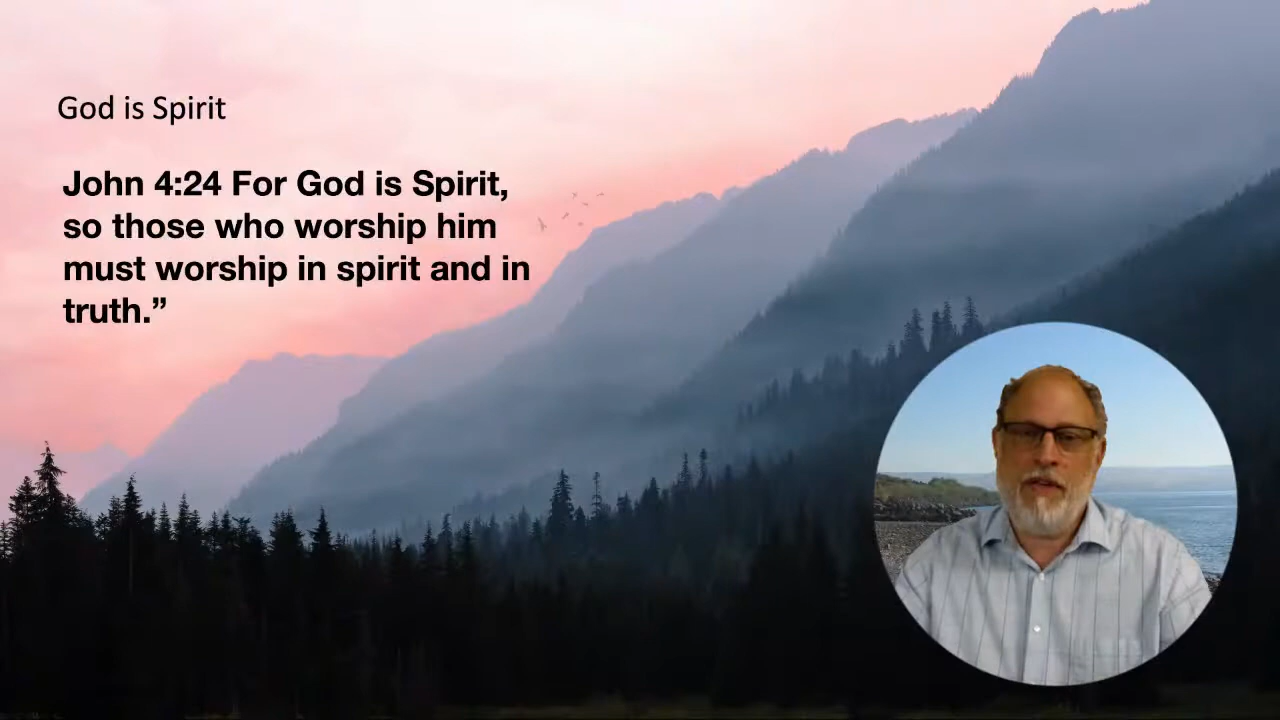 God is Spirit
John 4:24 For God is Spirit,
so those who worship him
must worship in spirit and in
truth.”